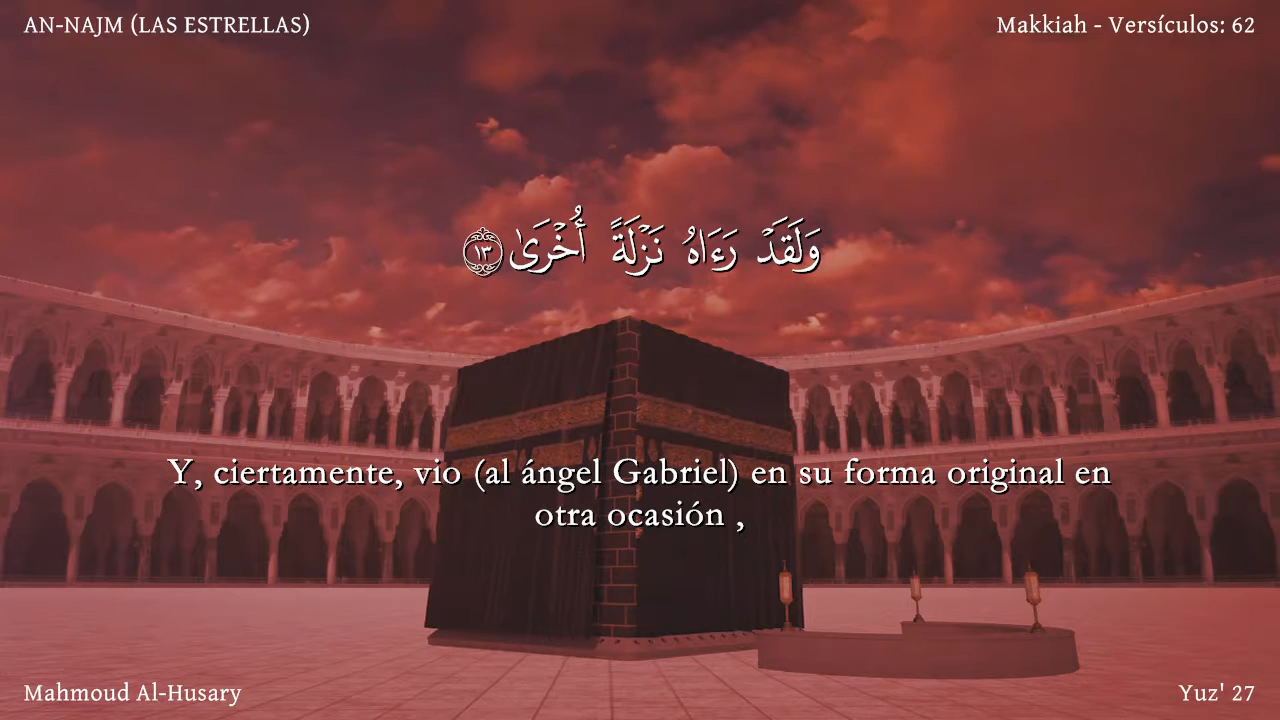 AN-NAJM (LAS ESTRELLAS)
Makkiah - Versículos: 62
وَلَقَدْ رَءَاهُ نَزْلَةً أُخْرَىٰ ١٣
Y, ciertamente, vio (al ángel Gabriel) en su forma original en
otra ocasión ,
Mahmoud Al-Husary
Yuz' 27